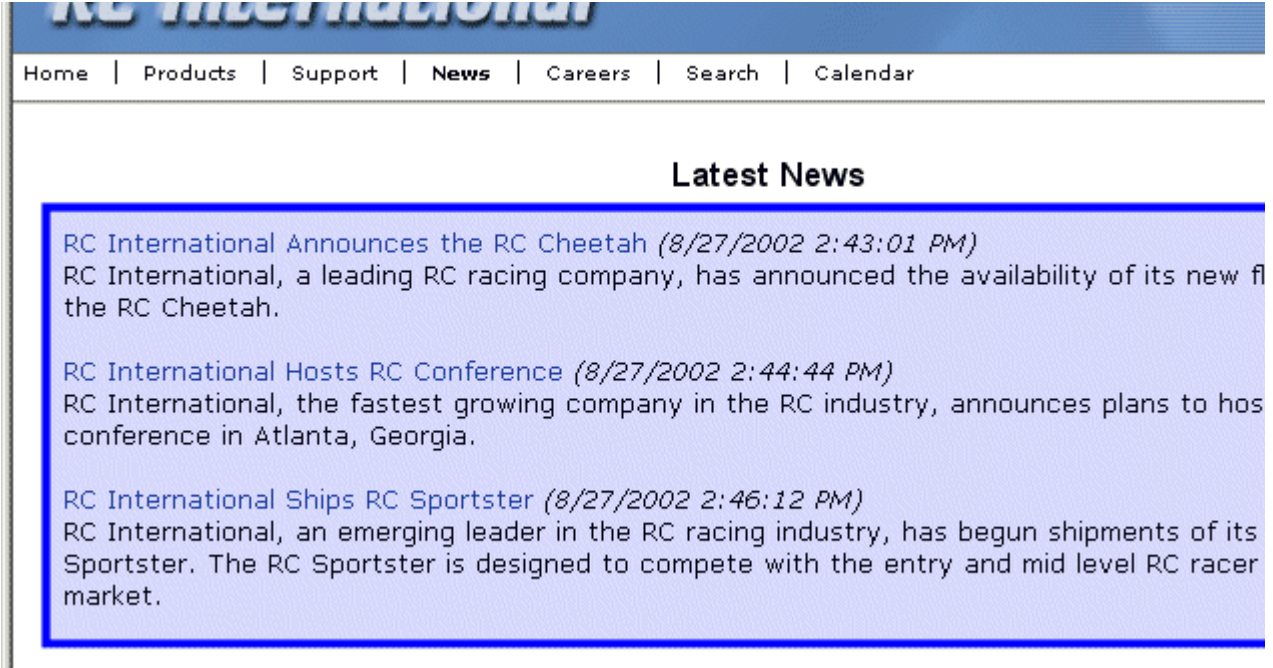 RC International
Home | Products | Support | News | Careers | Search | Calendar
Latest News
RC International Announces the RC Cheetah (8/27/2002 2:43:01 PM)
RC International, a leading RC racing company, has announced the availability of its new
the RC Cheetah.
RC International Hosts RC Conference (8/27/2002 2:44:44 PM)
RC International, the fastest growing company in the RC industry, announces plans to
conference in Atlanta, Georgia.
RC International Ships RC Sportster (8/27/2002 2:46:12 PM)
RC International, an emerging leader in the RC racing industry, has begun shipments of its
Sportster. The RC Sportster is designed to compete with the entry and mid level RC racer
market.